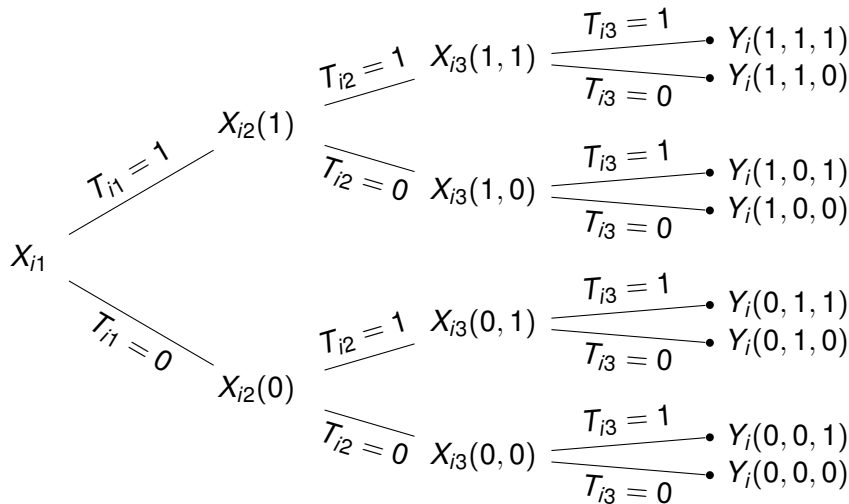 T_{i3} = 1
Y_i(1, 1, 1)
X_{i3}(1, 1)
T_{i2} = 1
T_{i3} = 0
Y_i(1, 1, 0)
X_{i2}(1)
T_{i1} = 1
T_{i2} = 0
T_{i3} = 1
Y_i(1, 0, 1)
X_{i3}(1, 0)
T_{i3} = 0
Y_i(1, 0, 0)
X_{i1}
T_{i3} = 1
Y_i(0, 1, 1)
X_{i3}(0, 1)
T_{i1} = 0
T_{i2} = 1
T_{i3} = 0
Y_i(0, 1, 0)
X_{i2}(0)
T_{i2} = 0
T_{i3} = 1
Y_i(0, 0, 1)
X_{i3}(0, 0)
T_{i3} = 0
Y_i(0, 0, 0)